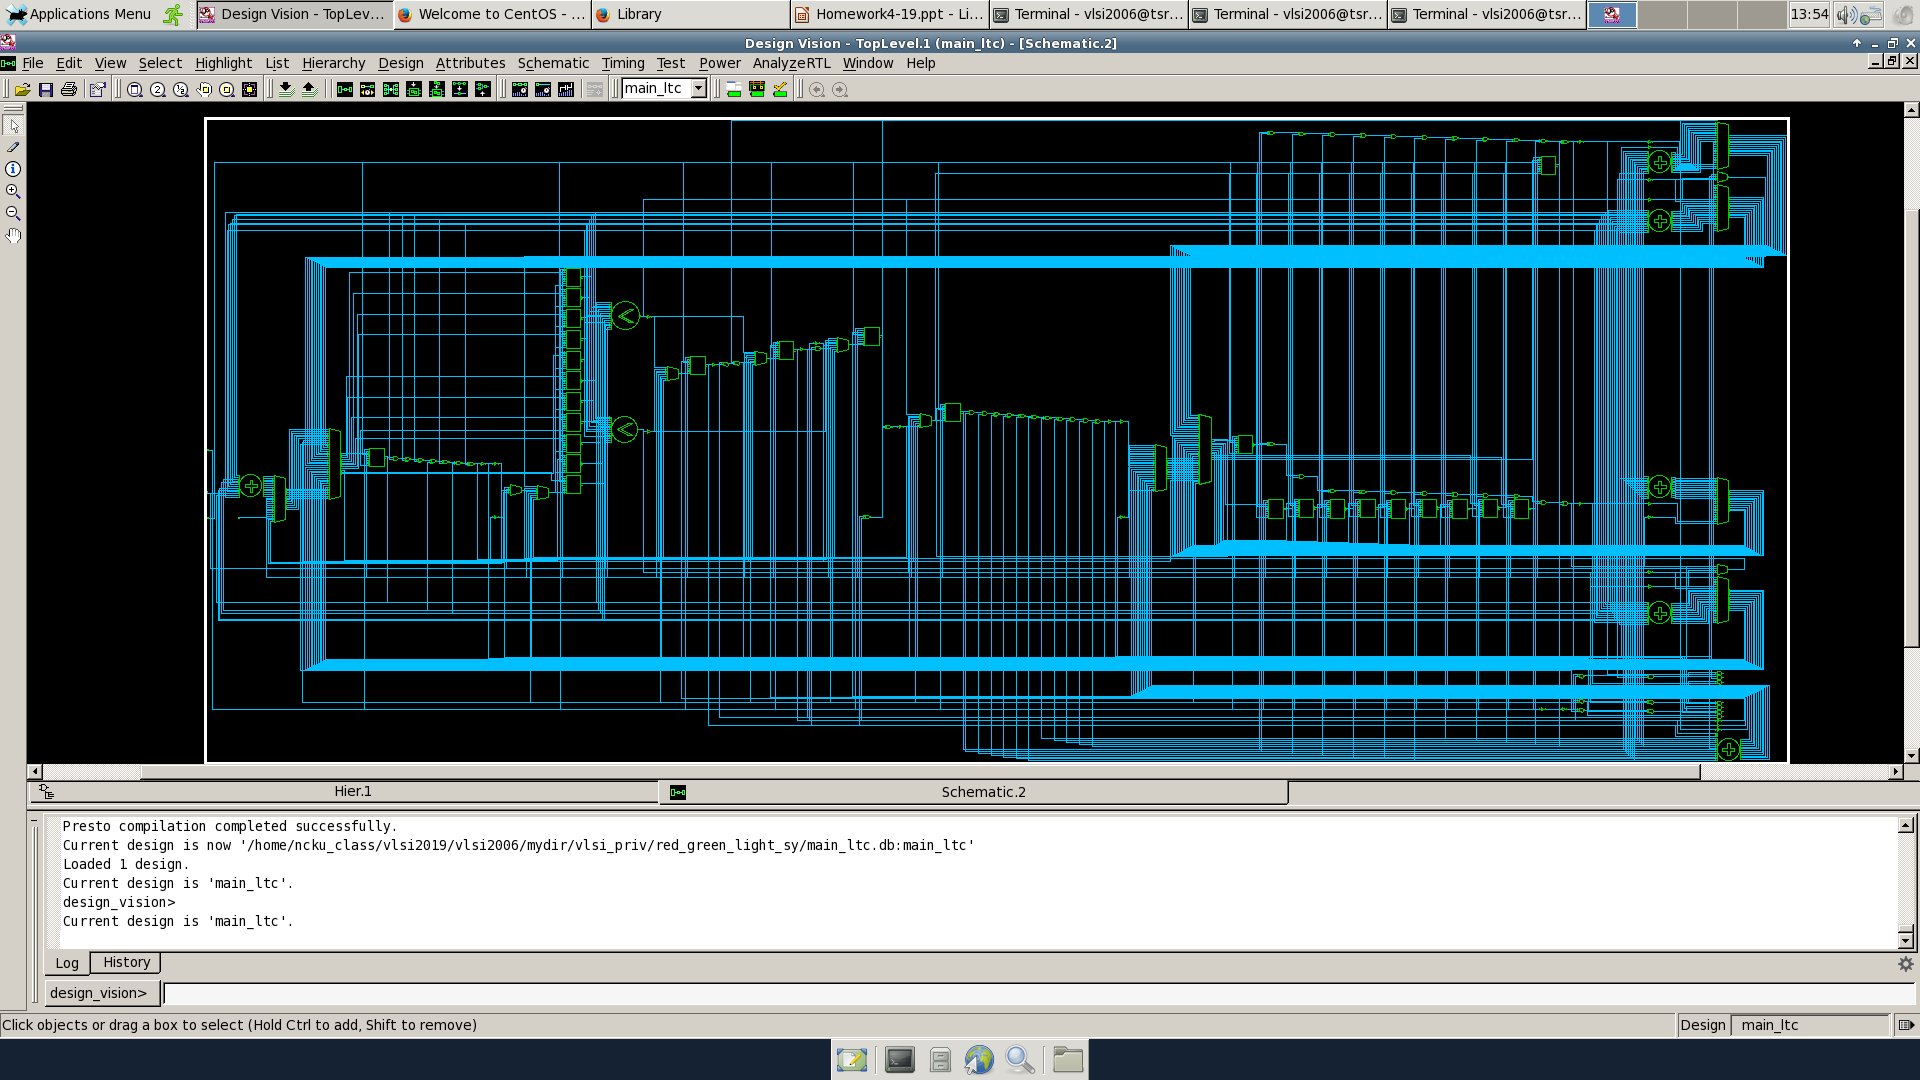 Applications Menu
Design Vision - TopLev...
Welcome to CentOS - ...
Library
Homework4-19.ppt - Li...
Terminal - vlsi2006@tsr...
Terminal - vlsi2006@tsr...
Terminal - vlsi2006@tsr...
13:54
Design Vision - TopLevel.1 (main_ltc) - [Schematic.2]
File Edit View Select Highlight List Hierarchy Design Attributes Schematic Timing Test Power AnalyzeRTL Window Help
main_ltc
Hier.1
Schematic.2
Presto compilation completed successfully.
Current design is now '/home/ncku_class/vlsi2019/vlsi2006/mydir/vlsi_priv/red_green_light_sy/main_ltc.db:main_ltc'
Loaded 1 design.
Current design is 'main_ltc'.
design_vision>
Current design is 'main_ltc'.
Log History
design_vision>
Click objects or drag a box to select (Hold Ctrl to add, Shift to remove)
Design main_ltc